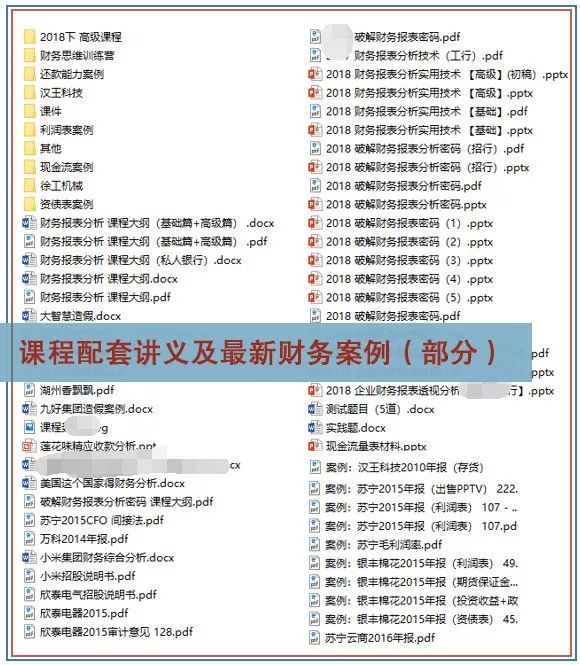 2018下 高级课程
财务思维训练营
还款能力案例
汉王科技
课件
利润表案例
其他
现金流案例
徐工机械
资债表案例
财务报表分析 课程大纲（基础篇+高级篇） .docx
财务报表分析 课程大纲（基础篇+高级篇） .pdf
财务报表分析 课程大纲（私人银行）.docx
财务报表分析 课程大纲.docx
财务报表分析 课程大纲.pdf
大智慧造假.docx
破解财务报表密码.pdf
财务报表分析技术（工行）.pdf
2018 财务报表分析实用技术 【高级】(初稿）.pptx
2018 财务报表分析实用技术 【高级】.pptx
2018 财务报表分析实用技术 【基础】.pdf
2018 财务报表分析实用技术 【基础】.pptx
2018 破解财务报表分析密码（招行）.pdf
2018 破解财务报表分析密码（招行）.pptx
2018 破解财务报表分析密码.pdf
2018 破解财务报表分析密码.pptx
2018 破解财务报表密码（1）.pptx
2018 破解财务报表密码（2）.pptx
2018 破解财务报表密码（3）.pptx
2018 破解财务报表密码（4）.pptx
2018 破解财务报表密码（5）.pptx
课程配套讲义及最新财务案例（部分）
湖州香飘飘.pdf
九好集团造假案例.docx
课程
莲花味精应收款分析.ppt
cx
美国这个国家得财务分析.docx
破解财务报表分析密码 课程大纲.pdf
苏宁2015CFO 间接法.pdf
万科2014年报.pdf
小米集团财务综合分析.docx
小米招股说明书.pdf
欣泰电气招股说明书.pdf
欣泰电器2015.pdf
欣泰电器2015审计意见 128.pdf
2018 企业财务报表透视分析 行】.pptx
测试题目（5道）.docx
实践题.docx
现金流量表材料.pptx
案例：汉王科技2010年报（存货）
案例：苏宁2015年报（出售PPTV） 222.
案例：苏宁2015年报（利润表） 107 - ..
案例：苏宁2015年报（利润表） 107.pd
案例：苏宁毛利润率.pdf
案例：银丰棉花2015年报（利润表） 49.
案例：银丰棉花2015年报（期货保证金...
案例：银丰棉花2015年报（投资收益+政
案例：银丰棉花2015年报（资债表） 45.
苏宁云商2016年报.pdf